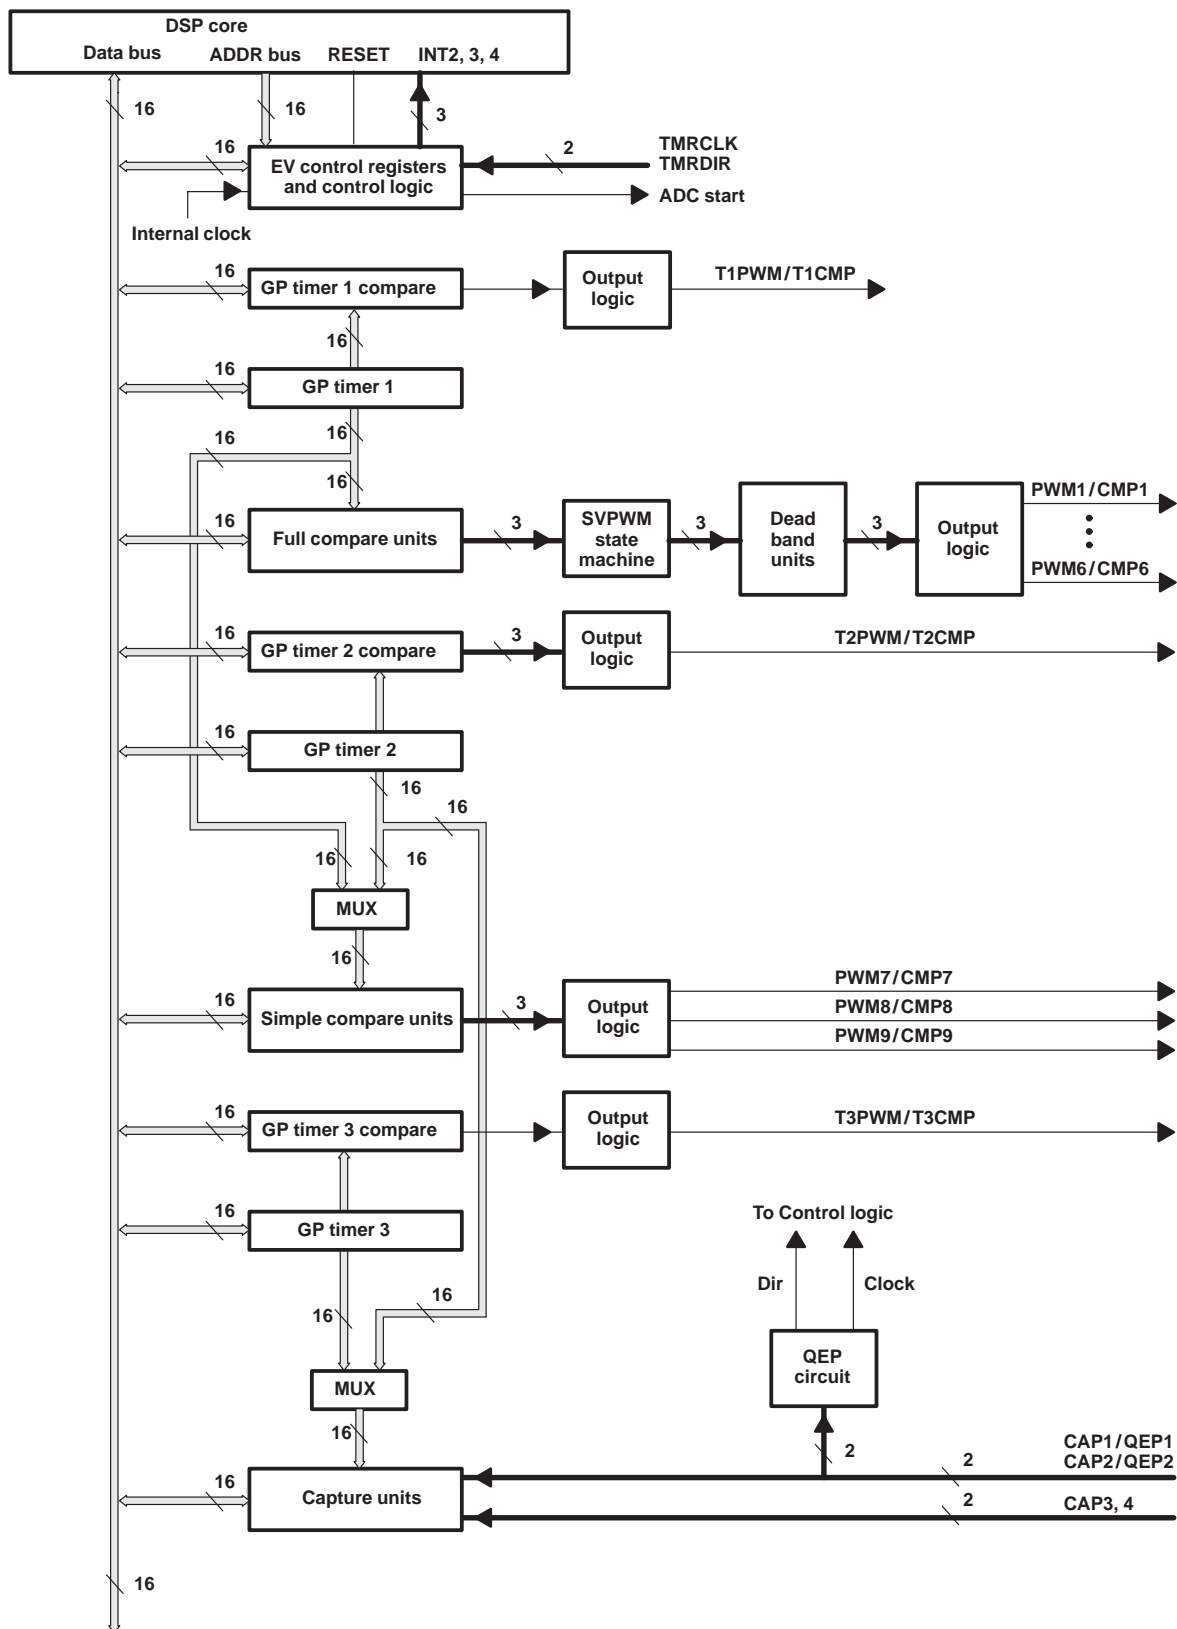 DSP core
Data bus ADDR bus RESET INT2, 3, 4
16 16 3
16
EV control registers
and control logic
2
TMRCLK
TMRDIR
ADC start
Internal clock
16
GP timer 1 compare
Output
logic
T1PWM/T1CMP
16
16
GP timer 1
16
16
16
16
Full compare units
3
SVPWM
state
machine
3
Dead
band
units
3
Output
logic
PWM1/CMP1
PWM6/CMP6
16
GP timer 2 compare
3
Output
logic
T2PWM/T2CMP
16
GP timer 2
16
16
16
16
MUX
16
16
Simple compare units
3
Output
logic
PWM7/CMP7
PWM8/CMP8
PWM9/CMP9
16
GP timer 3 compare
Output
logic
T3PWM/T3CMP
16
GP timer 3
To Control logic
Dir
Clock
16
16
QEP
circuit
MUX
16
2
2
CAP1/QEP1
CAP2/QEP2
16
Capture units
2
CAP3, 4
16